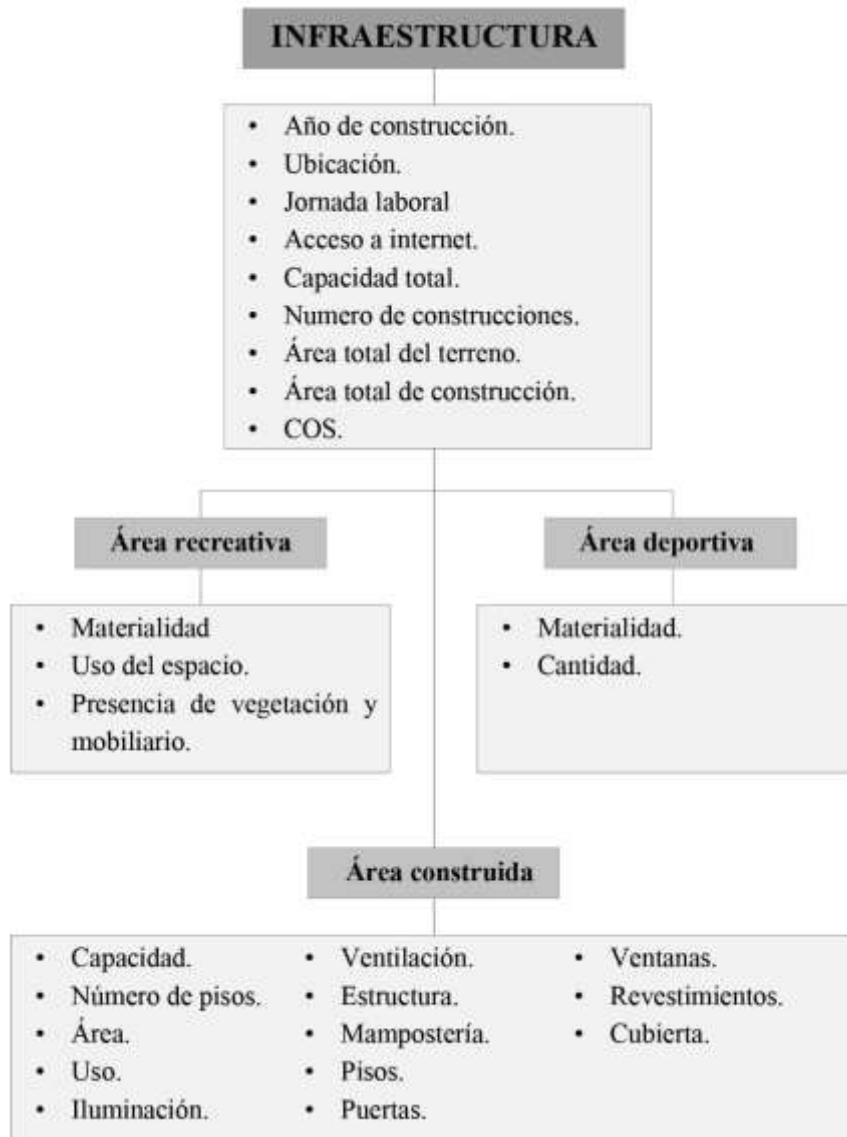 INFRAESTRUCTURA
• Año de construcción.
• Ubicación.
• Jornada laboral
• Acceso a internet.
• Capacidad total.
• Numero de construcciones.
• Área total del terreno.
• Área total de construcción.
• COS.
Área recreativa
• Materialidad
• Uso del espacio.
• Presencia de vegetación y
mobiliario.
Área deportiva
• Materialidad.
• Cantidad.
Área construida
• Capacidad.
• Número de pisos.
• Área.
• Uso.
• Iluminación.
• Ventilación.
• Estructura.
• Mampostería.
• Pisos.
• Puertas.
• Ventanas.
• Revestimientos.
• Cubierta.